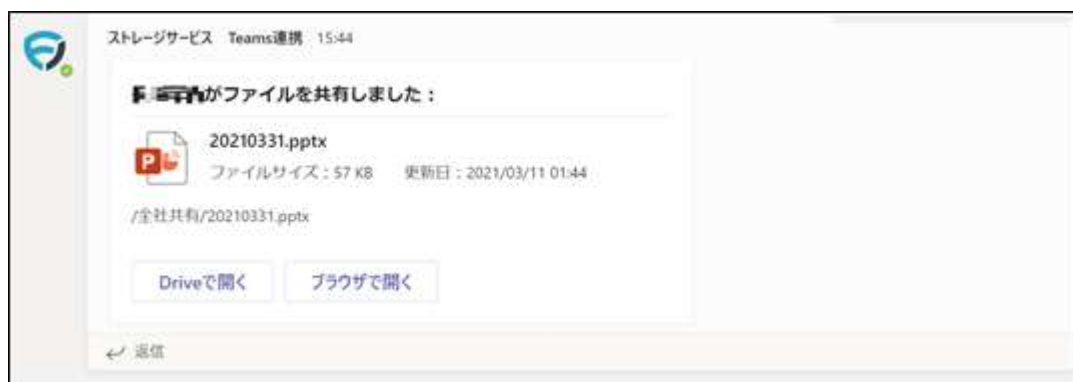 ストレージサービス Teams連携 15:44
がファイルを共有しました：
20210331.pptx
ファイルサイズ：57 KB 更新日：2021/03/11 01:44
/全社共有/20210331.pptx
Driveで開く ブラウザで開く
返信